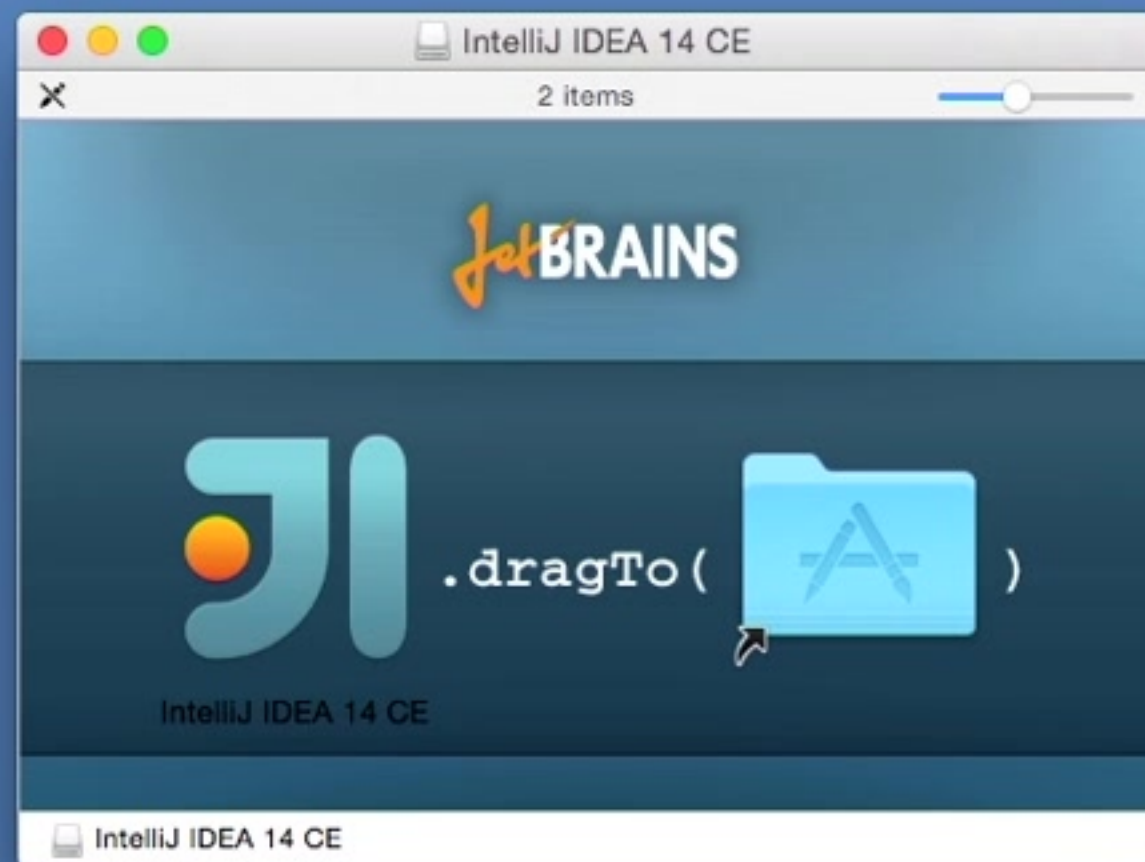 IntelliJ IDEA 14 CE
2 items
JetBRAINS
.dragTo( )
IntelliJ IDEA 14 CE
IntelliJ IDEA 14 CE